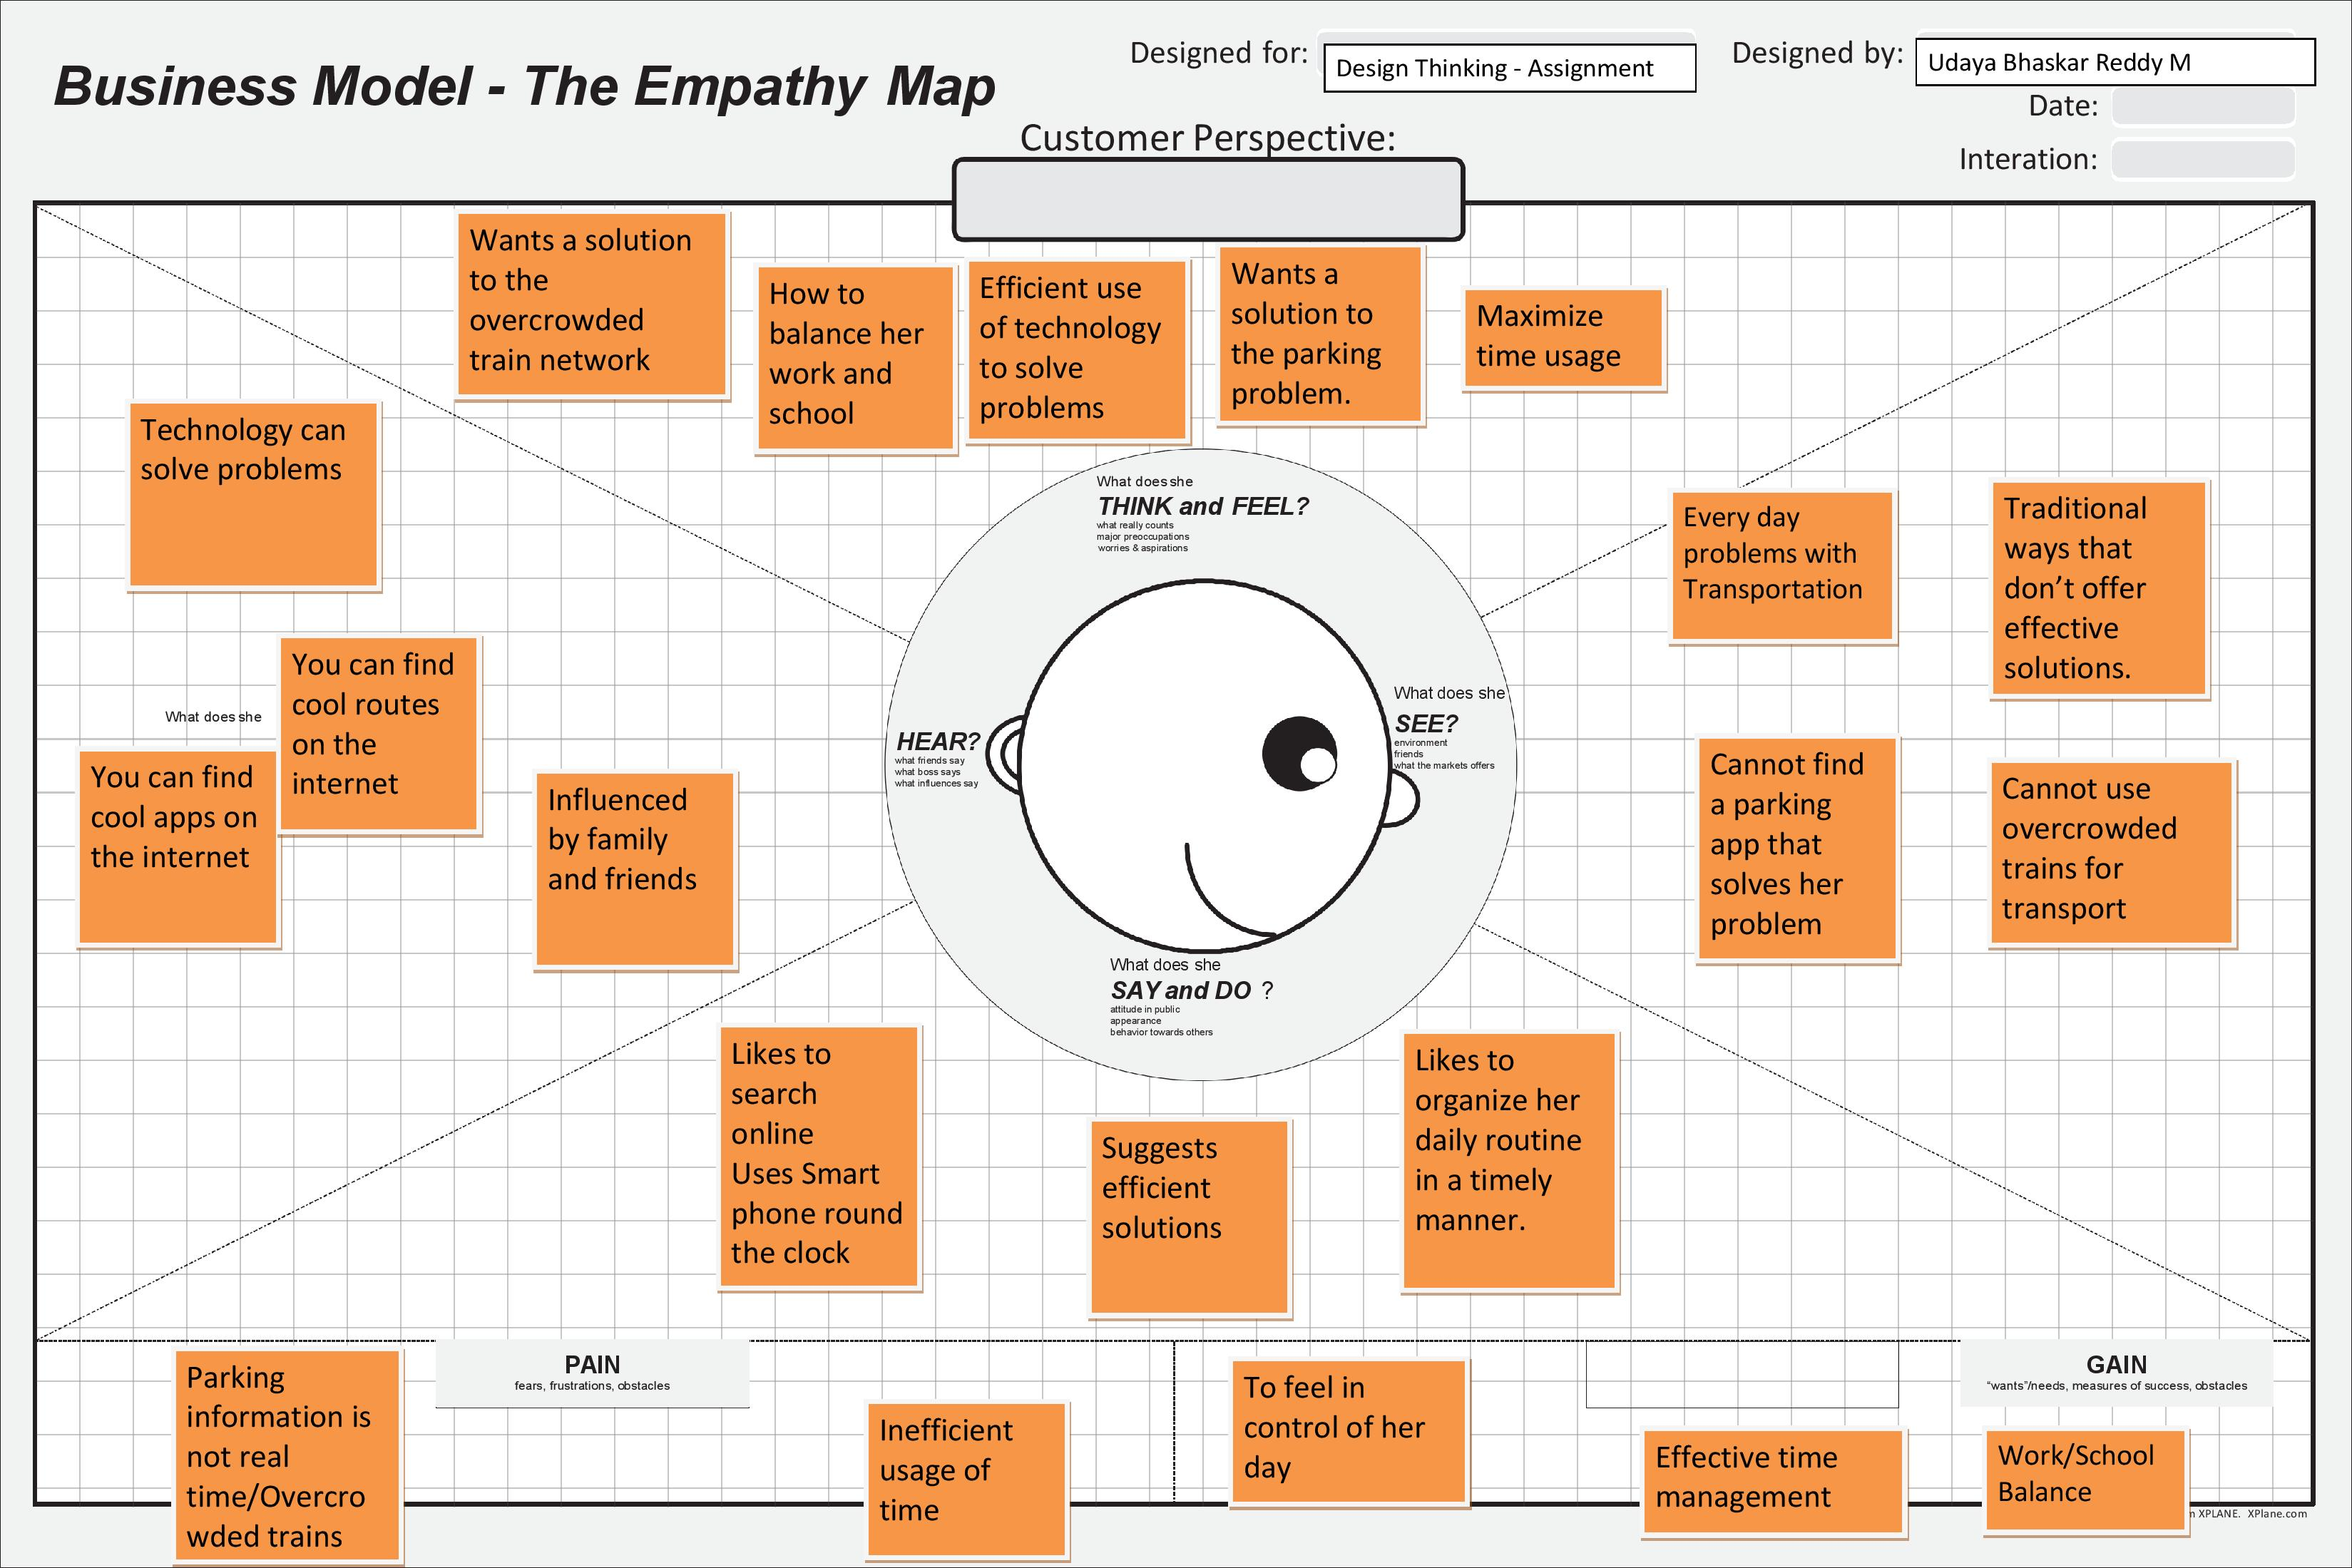 Business Model - The Empathy Map
Designed for:
Design Thinking - Assignment
Designed by:
Udaya Bhaskar Reddy M
Date:
Interation:
Customer Perspective:
Wants a solution
to the
overcrowded
train network
How to
balance her
work and
school
Efficient use
of technology
to solve
problems
Wants a
solution to
the parking
problem.
Maximize
time usage
Technology can
solve problems
You can find
cool routes
on the
internet
What does she
You can find
cool apps on
the internet
Influenced
by family
and friends
What does she
THINK and FEEL?
what really counts
major preoccupations
worries & aspirations
HEAR?
what friends say
what boss says
what influences say
What does she
SEE?
environment
friends
what the markets offers
What does she
SAY and DO ?
attitude in public
appearance
behavior towards others
Every day
problems with
Transportation
Traditional
ways that
don’t offer
effective
solutions.
Cannot find
a parking
app that
solves her
problem
Cannot use
overcrowded
trains for
transport
Likes to
search
online
Uses Smart
phone round
the clock
Suggests
efficient
solutions
Likes to
organize her
daily routine
in a timely
manner.
Parking
information is
not real
time/Overcro
wded trains
PAIN
fears, frustrations, obstacles
Inefficient
usage of
time
To feel in
control of her
day
Effective time
management
GAIN
“wants”/needs, measures of success, obstacles
Work/School
Balance
XPLANE. XPlane.com